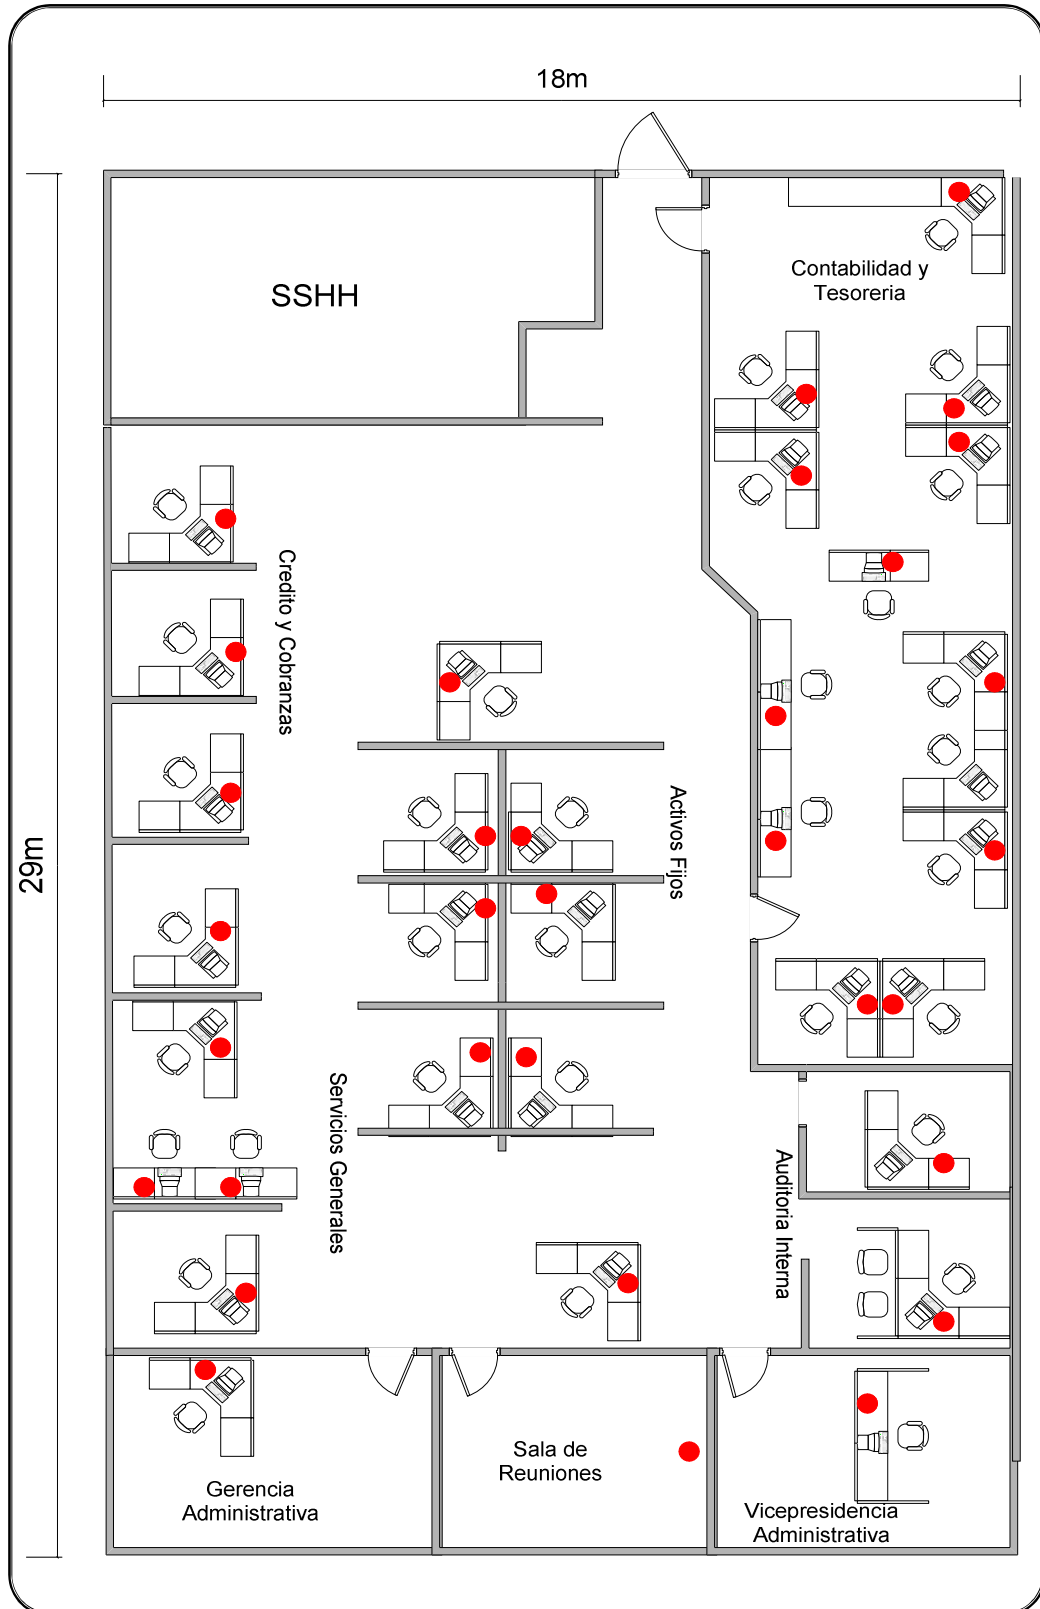 18m
SSHH
Contabilidad y
Tesoreria
Credito y Cobranzas
Activos Fijos
29m
Servicios Generales
Auditoria Interna
Gerencia
Administrativa
Sala de
Reuniones
Vicepresidencia
Administrativa